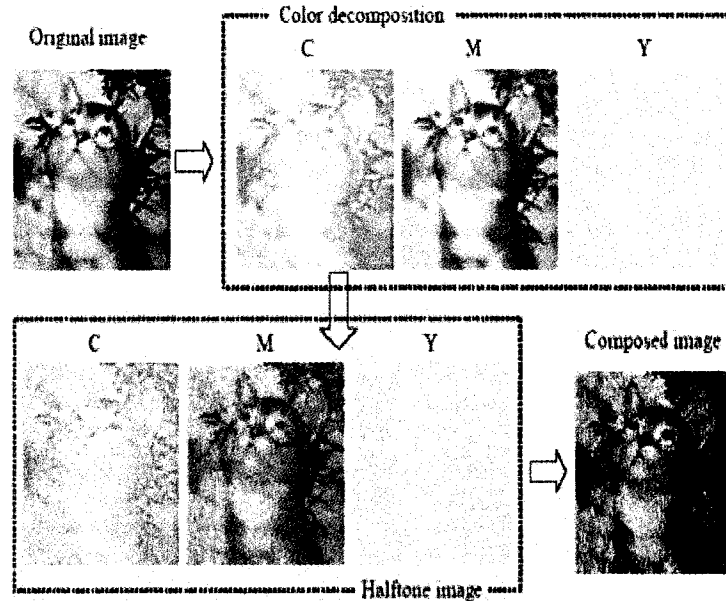 Color decomposition
Original image
C M Y
C M Y
Composed image
Halftone image